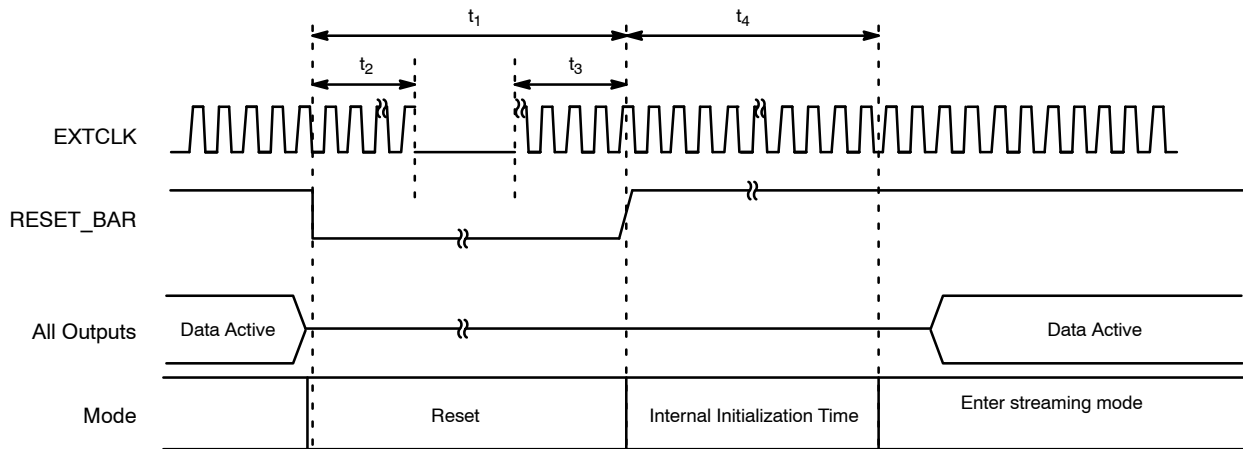 t1
t4
t2
t3
EXTCLK
RESET_BAR
All Outputs
Data Active
Data Active
Mode
Reset
Internal Initialization Time
Enter streaming mode